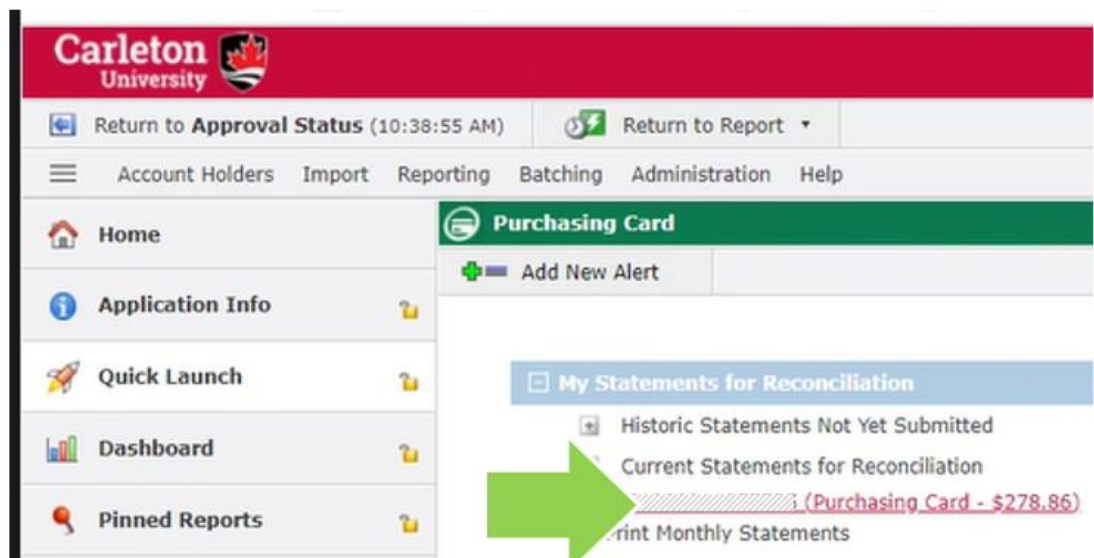 Carleton
University
Return to Approval Status (10:38:55 AM)
Return to Report
Account Holders Import Reporting Batching Administration Help
Home
Application Info
Quick Launch
Dashboard
Pinned Reports
Purchasing Card
Add New Alert
My Statements for Reconciliation
Historic Statements Not Yet Submitted
Current Statements for Reconciliation
(Purchasing Card - $278.86)
Monthly Statements